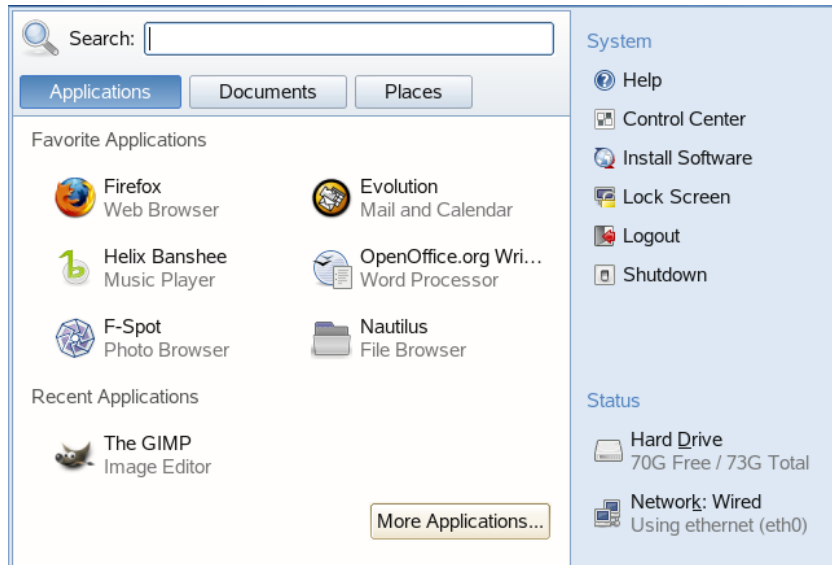 Search:
Applications
Documents
Places
Favorite Applications
Firefox
Web Browser
Evolution
Mail and Calendar
Helix Banshee
Music Player
OpenOffice.org Wri...
Word Processor
F-Spot
Photo Browser
Nautilus
File Browser
Recent Applications
The GIMP
Image Editor
More Applications...
System
Help
Control Center
Install Software
Lock Screen
Logout
Shutdown
Status
Hard Drive
70G Free / 73G Total
Network: Wired
Using ethernet (eth0)